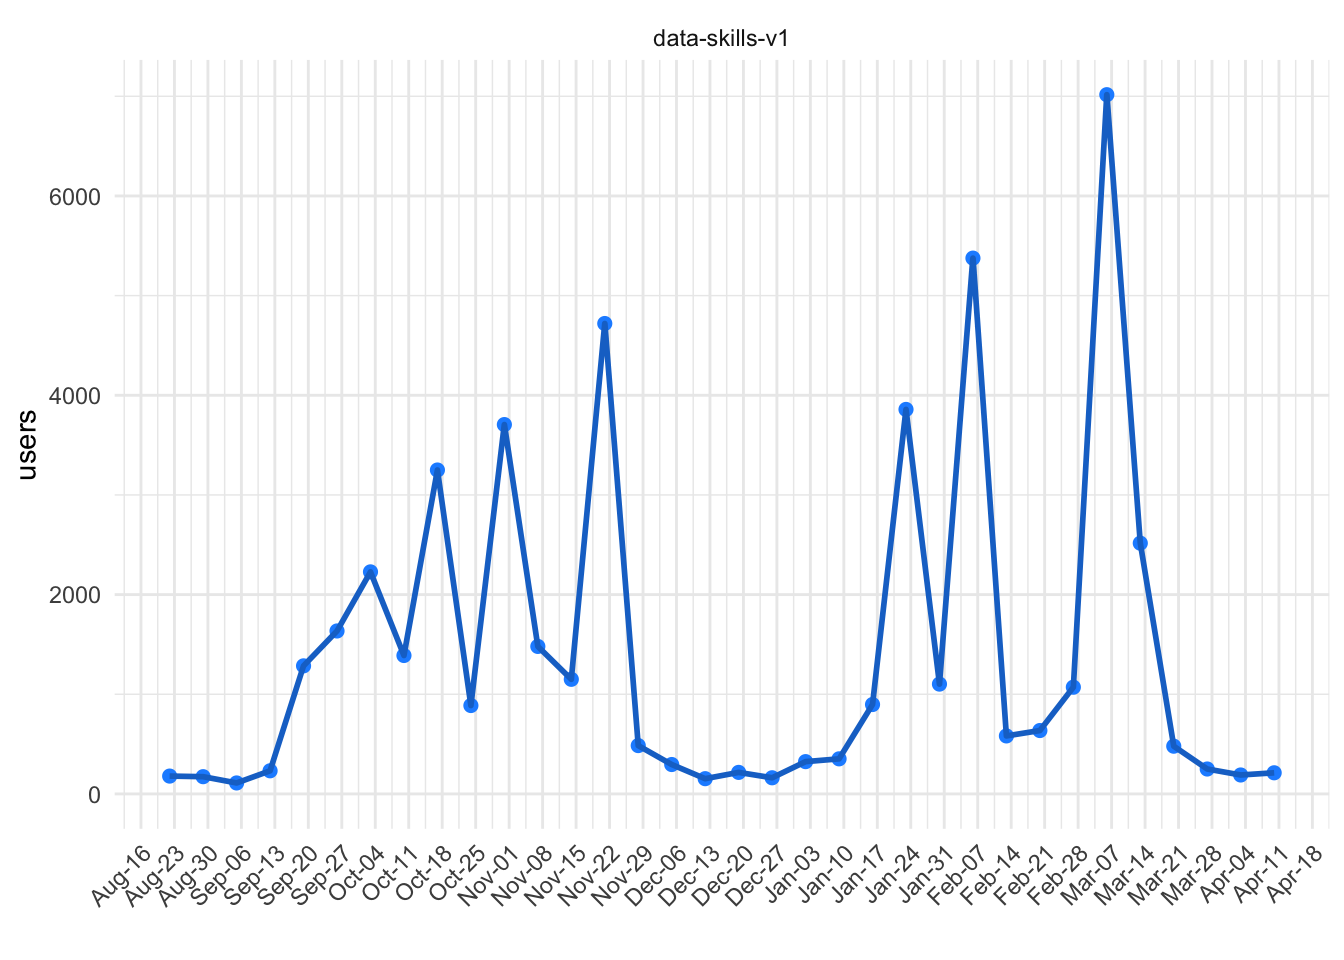 data-skills-v1
users
6000
4000
2000
0
Aug-16
Aug-23
Aug-30
Sep-06
Sep-13
Sep-20
Sep-27
Oct-04
Oct-11
Oct-18
Oct-25
Nov-01
Nov-08
Nov-15
Nov-22
Nov-29
Dec-06
Dec-13
Dec-20
Dec-27
Jan-03
Jan-10
Jan-17
Jan-24
Jan-31
Feb-07
Feb-14
Feb-21
Feb-28
Mar-07
Mar-14
Mar-21
Mar-28
Apr-04
Apr-11
Apr-18